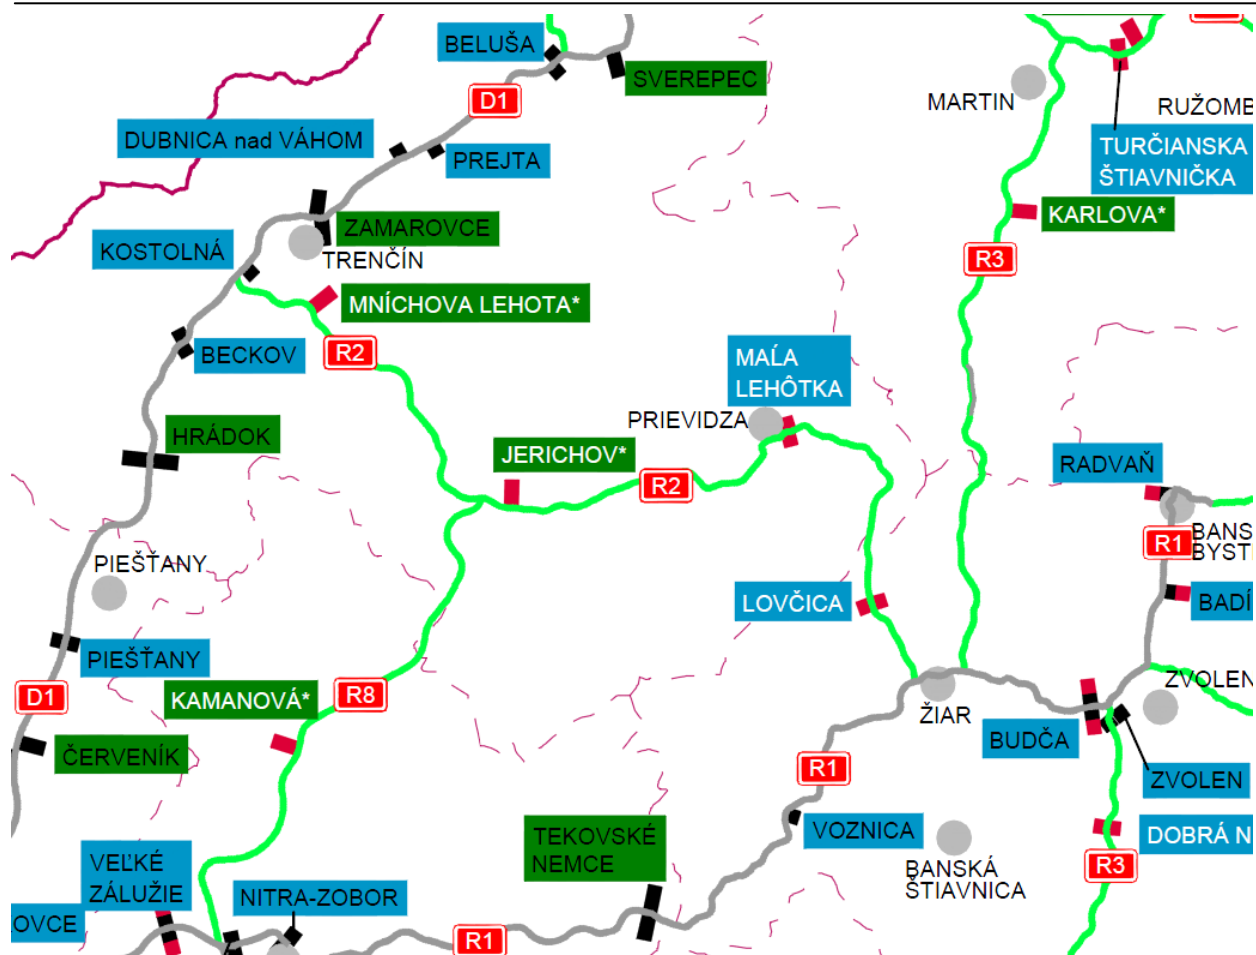 BELUŠA
SVEREPEC
D1
MARTIN
RUŽOMB
DUBNICA nad VÁHOM
PREJTA
TURČIANSKA
ŠTIAVNIČKA
ZAMAROVCE
KARLOVA*
KOSTOLNÁ
TRENČÍN
R3
MNÍCHOVA LEHOTA*
R2
BECKOV
MAĹA
LEHÔTKA
PRIEVIDZA
HRÁDOK
JERICHOV*
R2
RADVAŇ
PIEŠŤANY
R1
BANS
BYST
LOVČICA
BADÍ
PIEŠŤANY
D1
KAMANOVÁ*
R8
ZVOLEN
ŽIAR
ČERVENÍK
BUDČA
R1
ZVOLEN
TEKOVSKÉ
NEMCE
VOZNICA
DOBRÁ N
VEĽKÉ
ZÁLUŽIE
BANSKÁ
ŠTIAVNICA
R3
NITRA-ZOBOR
OVCE
R1